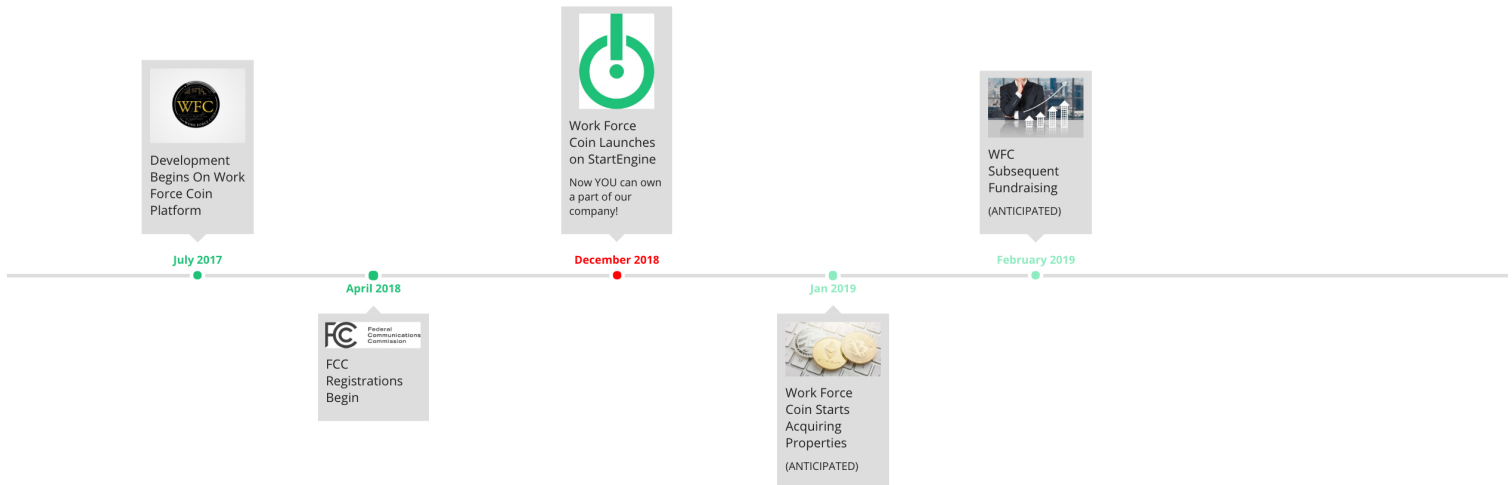 WFC
Development
Begins On Work
Force Coin
Platform
July 2017
April 2018
FCC
Federal
Communications
Commission
FCC
Registrations
Begin
Work Force
Coin Launches
on StartEngine
Now YOU can own
a part of our
company!
December 2018
Jan 2019
Work Force
Coin Starts
Acquiring
Properties
(ANTICIPATED)
WFC
Subsequent
Fundraising
(ANTICIPATED)
February 2019